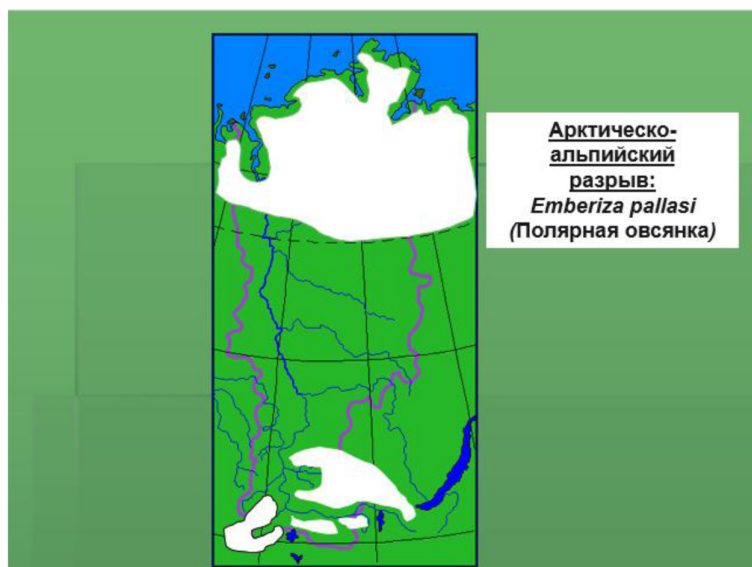 Арктическо-
альпийский
разрыв:
Emberiza pallasi
(Полярная овсянка)